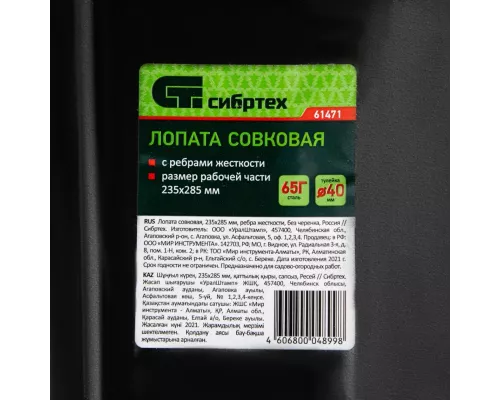 сибртех
61471
ЛОПАТА СОВКОВАЯ
с ребрами жесткости
размер рабочей части
235х285 мм
65Г
сталь
тулейка
ø40
мм
RUS Лопата совковая, 235х285 мм, ребра жесткости, без черенка, Россия //
Сибртех. Изготовитель: ООО «УралШтамп», 457400, Челябинская обл.,
Агаповский р-он, с. Агаповка, ул. Асфальтовая, 5, оф. 1,2,3,4. Продавец: в РФ:
ООО «МИР ИНСТРУМЕНТА», 142703, РФ, МО, г. Видное, ул. Радиальная 3-я, д.
8, пом. 1-Н, ком. 2; в РК: ТОО «Мир инструмента-Алматы», РК, Алматинская
обл., Карасайский р-н, Елытайский с/о, с. Береке. Дата изготовления 2021 г.
Срок годности не ограничен. Предназначено для садово-огородных работ.
KAZ Шұңғыл күрек, 235х285 мм, қаттылық қыры, сапсыз, Ресей // Сибртех.
Жасап шығарушы «УралШтамп» ЖШҚ, 457400, Челябинск облысы,
Агаповский ауданы, Агаповка ауылы,
Асфальтовая көш., 5-үй, № 1,2,3,4-кеңсе.
Қазақстан аумағындағы сатушы: ЖШС «Мир
инструмента - Алматы», ҚР, Алматы обл.,
Қарасай ауданы, Елтай а/о, Береке ауылы.
Жасалған күні 2021. Жарамдылық мерзімі
шектелмеген. Қолдану аясы бау-бақша
жұмыстарына арналған.
4 606800 048998